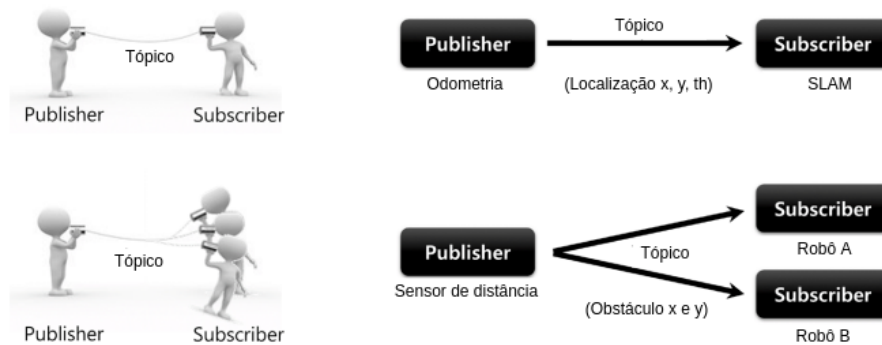 Tópico
Publisher
Subscriber
Publisher
Tópico
Subscriber
Odometria
(Localização x, y, th)
SLAM
Tópico
Publisher
Subscriber
Publisher
Sensor de distância
Tópico
(Obstáculo x e y)
Subscriber
Robô A
Subscriber
Robô B